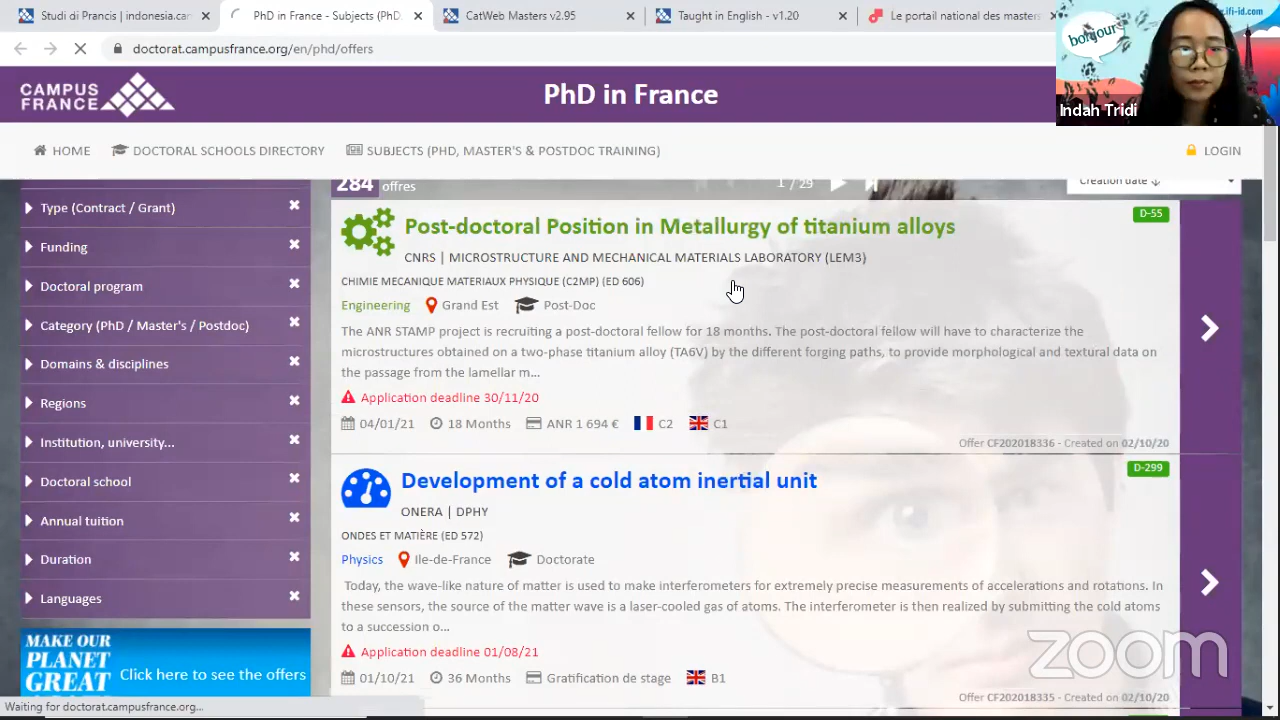 Studi di Prancis | indonesia.can
PhD in France - Subjects (PhD,
CatWeb Masters v2.95
Taught in English - v1.20
Le portail national des masters
.ifi-id.com
bonjour
doctorat.campusfrance.org/en/phd/offers
Indah Tridi
CAMPUS
FRANCE
PhD in France
HOME
DOCTORAL SCHOOLS DIRECTORY
SUBJECTS (PHD, MASTER'S & POSTDOC TRAINING)
LOGIN
284 offres
1 / 29
Creation date
Type (Contract / Grant)
Funding
Doctoral program
Category (PhD / Master's / Postdoc)
Domains & disciplines
Regions
Institution, university...
Doctoral school
Annual tuition
Duration
Languages
MAKE OUR
PLANET
GREAT
Click here to see the offers
Post-doctoral Position in Metallurgy of titanium alloys
D-55
CNRS | MICROSTRUCTURE AND MECHANICAL MATERIALS LABORATORY (LEM3)
CHIMIE MECANIQUE MATERIAUX PHYSIQUE (C2MP) (ED 606)
Engineering Grand Est Post-Doc
The ANR STAMP project is recruiting a post-doctoral fellow for 18 months. The post-doctoral fellow will have to characterize the
microstructures obtained on a two-phase titanium alloy (TA6V) by the different forging paths, to provide morphological and textural data on
the passage from the lamellar m...
Application deadline 30/11/20
04/01/21 18 Months ANR 1 694 € C2 C1
Offer CF202018336 - Created on 02/10/20
Development of a cold atom inertial unit
D-299
ONERA | DPHY
ONDES ET MATIÈRE (ED 572)
Physics Ile-de-France Doctorate
Today, the wave-like nature of matter is used to make interferometers for extremely precise measurements of accelerations and rotations. In
these sensors, the source of the matter wave is a laser-cooled gas of atoms. The interferometer is then realized by submitting the cold atoms
to a succession o...
Application deadline 01/08/21
01/10/21 36 Months Gratification de stage B1
Offer CF202018335 - Created on 02/10/20
zoom
Waiting for doctorat.campusfrance.org...